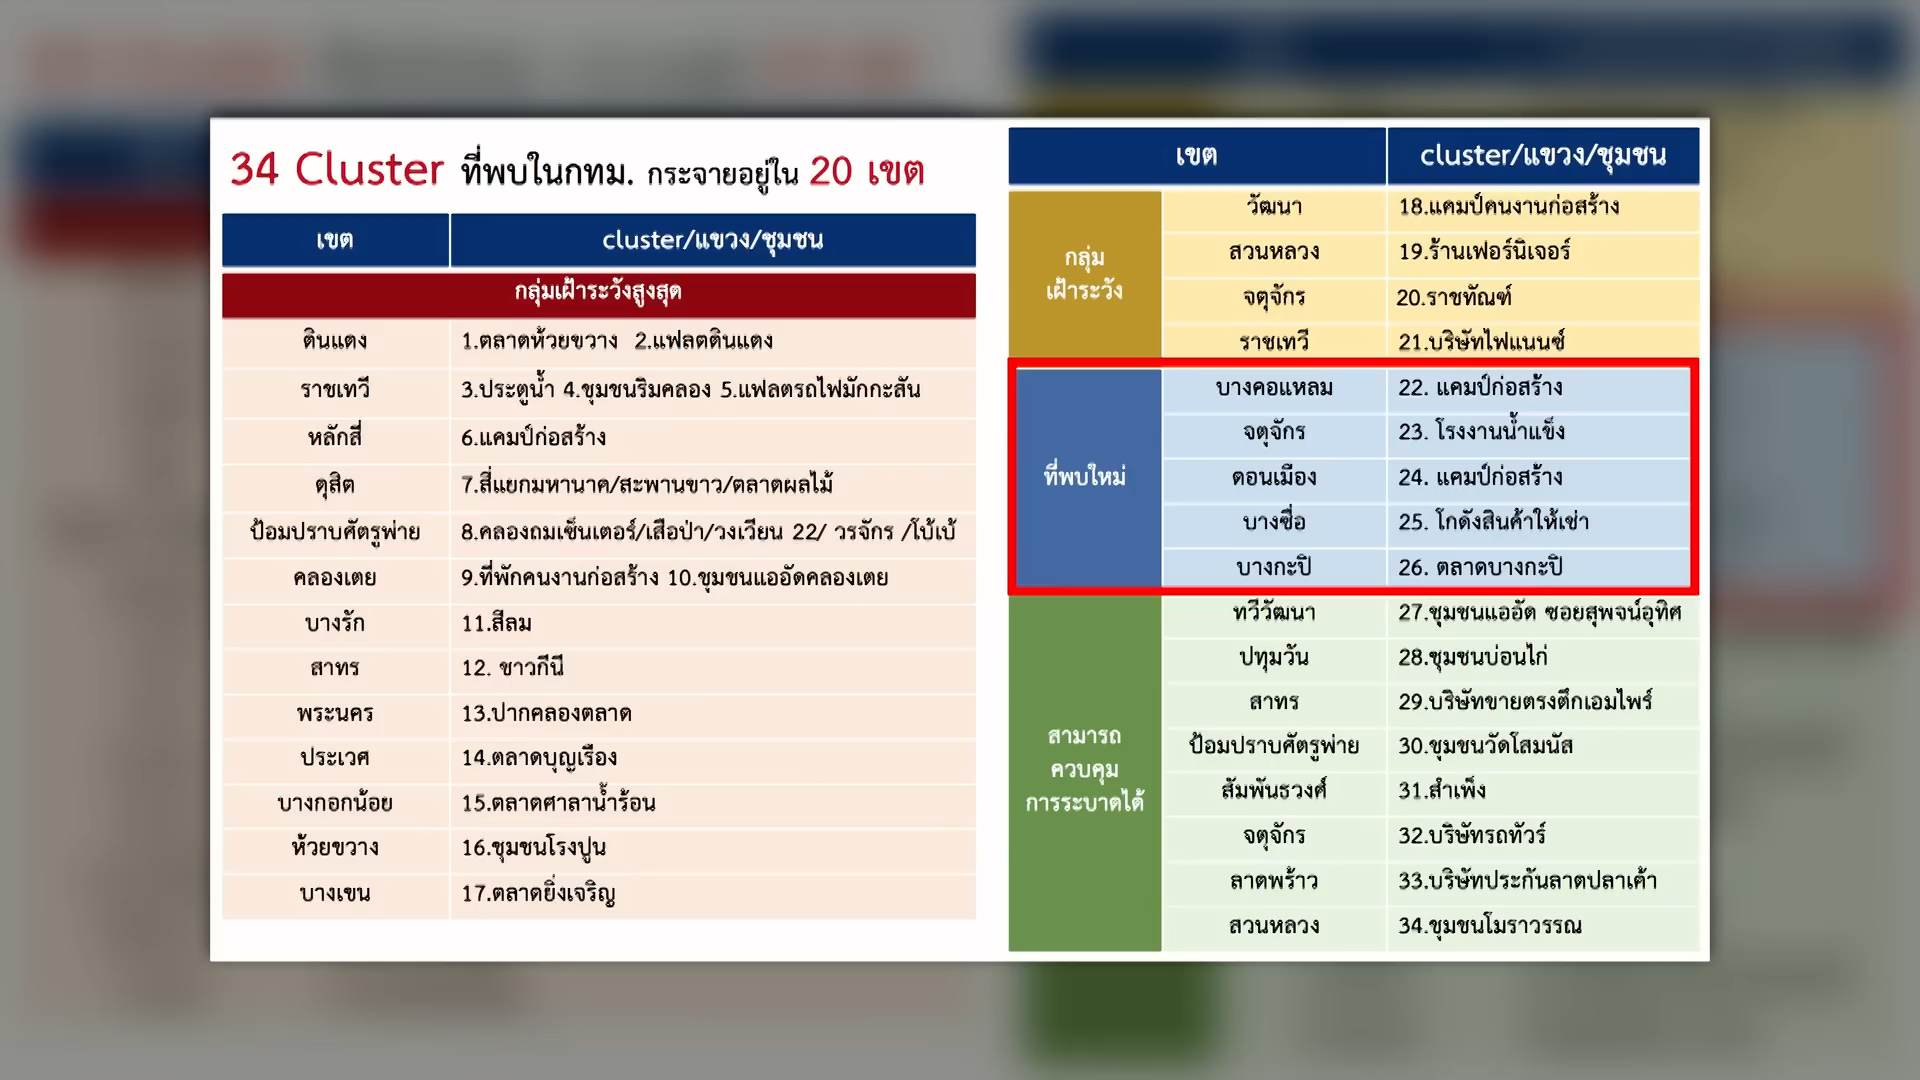 34 Cluster ที่พบในกทม. กระจายอยู่ใน 20 เขต
เขต cluster/แขวง/ชุมชน
กลุ่มเฝ้าระวังสูงสุด
ดินแดง 1.ตลาดห้วยขวาง 2.แฟลตดินแดง
ราชเทวี 3.ประตูน้ำ 4.ชุมชนริมคลอง 5.แฟลตรถไฟมักกะสัน
หลักสี่ 6.แคมป์ก่อสร้าง
ดุสิต 7.สี่แยกมหานาค/สะพานขาว/ตลาดผลไม้
ป้อมปราบศัตรูพ่าย 8.คลองถมเซ็นเตอร์/เสือป่า/วงเวียน 22/ วรจักร /โบ้เบ้
คลองเตย 9.ที่พักคนงานก่อสร้าง 10.ชุมชนแออัดคลองเตย
บางรัก 11.สีลม
สาทร 12. ชาวกีนี
พระนคร 13.ปากคลองตลาด
ประเวศ 14.ตลาดบุญเรือง
บางกอกน้อย 15.ตลาดศาลาน้ำร้อน
ห้วยขวาง 16.ชุมชนโรงปูน
บางเขน 17.ตลาดยิ่งเจริญ
เขต cluster/แขวง/ชุมชน
กลุ่ม
เฝ้าระวัง
วัฒนา 18.แคมป์คนงานก่อสร้าง
สวนหลวง 19.ร้านเฟอร์นิเจอร์
จตุจักร 20.ราชทัณฑ์
ราชเทวี 21.บริษัทไฟแนนซ์
ที่พบใหม่
บางคอแหลม 22. แคมป์ก่อสร้าง
จตุจักร 23. โรงงานน้ำแข็ง
ดอนเมือง 24. แคมป์ก่อสร้าง
บางซื่อ 25. โกดังสินค้าให้เช่า
บางกะปิ 26. ตลาดบางกะปิ
สามารถ
ควบคุม
การระบาดได้
ทวีวัฒนา 27.ชุมชนแออัด ซอยสุพจน์อุทิศ
ปทุมวัน 28.ชุมชนบ่อนไก่
สาทร 29.บริษัทขายตรงตึกเอมไพร์
ป้อมปราบศัตรูพ่าย 30.ชุมชนวัดโสมนัส
สัมพันธวงศ์ 31.สำเพ็ง
จตุจักร 32.บริษัทรถทัวร์
ลาดพร้าว 33.บริษัทประกันลาดปลาเค้า
สวนหลวง 34.ชุมชนโมราวรรณ